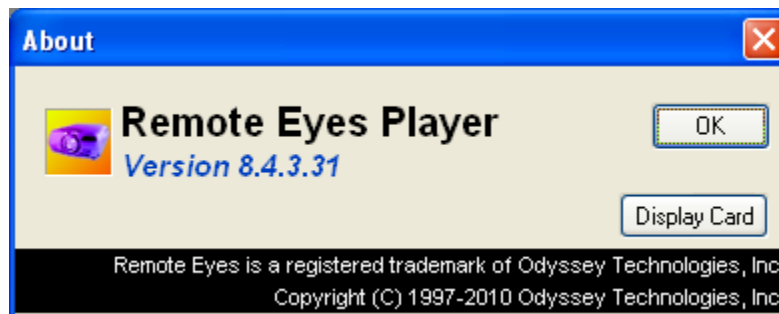 About
Remote Eyes Player
OK
Version 8.4.3.31
Display Card
Remote Eyes is a registered trademark of Odyssey Technologies, Inc
Copyright (C) 1997-2010 Odyssey Technologies, Inc